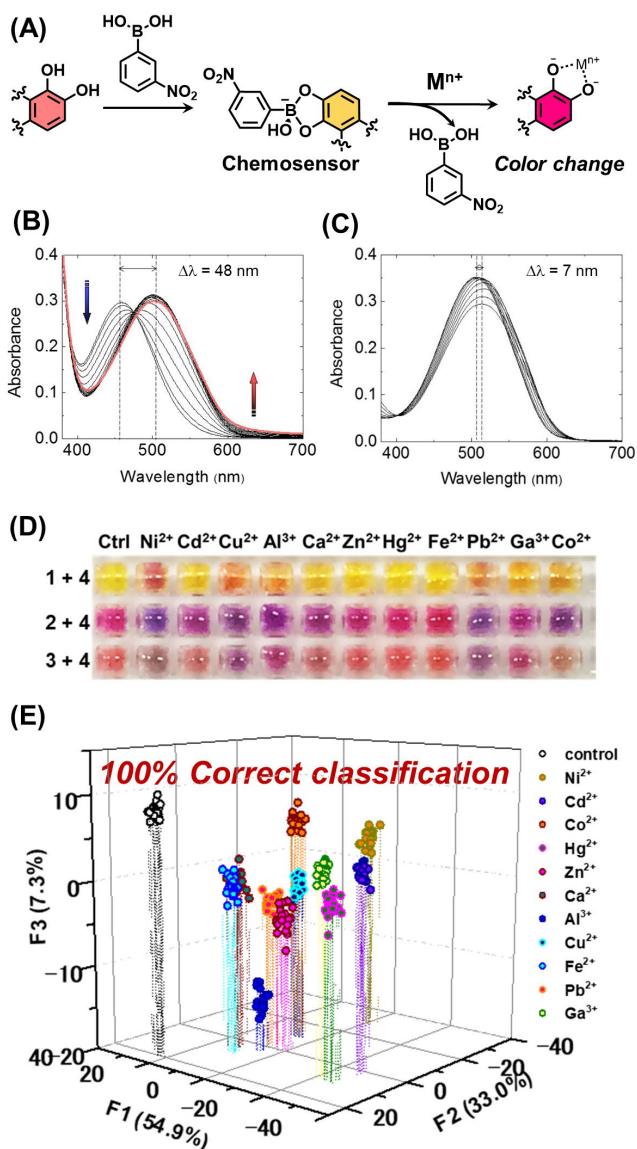 (A)
HO OH
B
NO₂
OH
OH
O₂N
B
−
O
O
HO
Chemosensor
Mⁿ⁺
HO OH
B
NO₂
O⁻ Mⁿ⁺
O⁻
Color change
(B)
Δλ = 48 nm
Absorbance
0.4
0.3
0.2
0.1
0.0
400 500 600 700
Wavelength (nm)
(C)
Δλ = 7 nm
Absorbance
0.4
0.3
0.2
0.1
0.0
400 500 600 700
Wavelength (nm)
(D)
Ctrl Ni²⁺ Cd²⁺ Cu²⁺ Al³⁺ Ca²⁺ Zn²⁺ Hg²⁺ Fe²⁺ Pb²⁺ Ga³⁺ Co²⁺
1 + 4
2 + 4
3 + 4
(E)
100% Correct classification
F3 (7.3%)
10
0
−10
−20
F1 (54.9%)
40
20
0
−20
−40
F2 (33.0%)
20
0
−20
−40
control
Ni²⁺
Cd²⁺
Co²⁺
Hg²⁺
Zn²⁺
Ca²⁺
Al³⁺
Cu²⁺
Fe²⁺
Pb²⁺
Ga³⁺